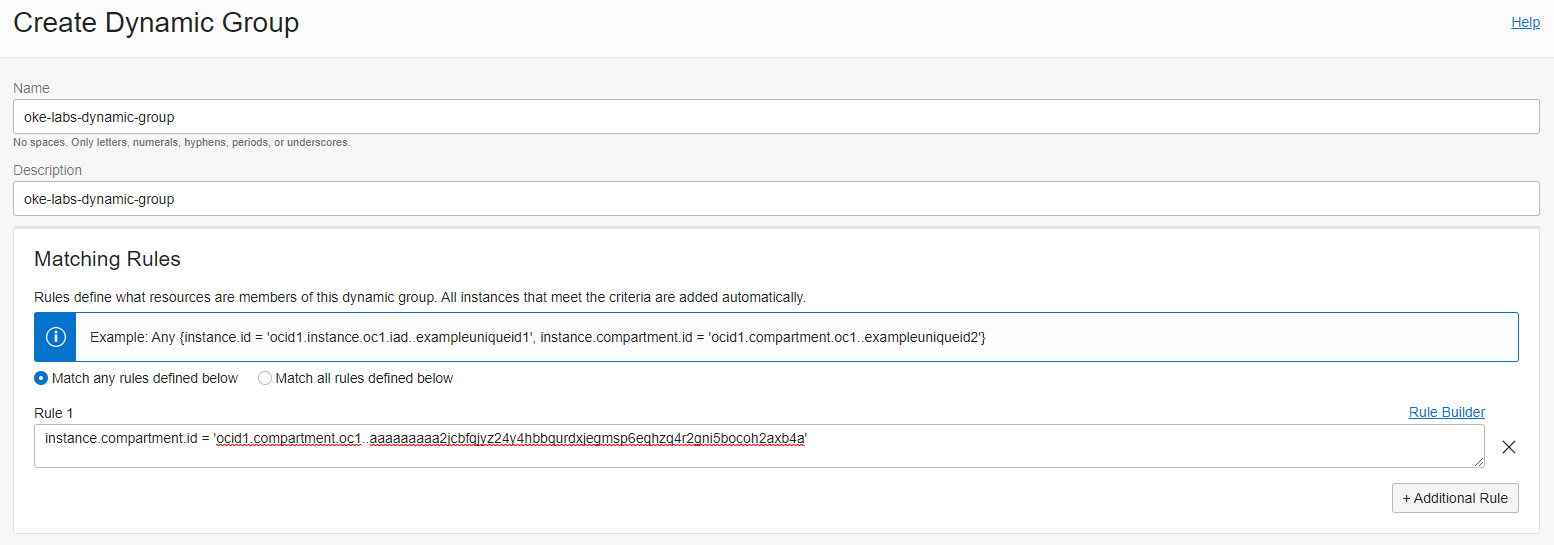 Create Dynamic Group
Help
Name
oke-labs-dynamic-group
No spaces. Only letters, numerals, hyphens, periods, or underscores.
Description
oke-labs-dynamic-group
Matching Rules
Rules define what resources are members of this dynamic group. All instances that meet the criteria are added automatically.
Example: Any {instance.id = 'ocid1.instance.oc1.iad..exampleuniqueid1', instance.compartment.id = 'ocid1.compartment.oc1..exampleuniqueid2'}
Match any rules defined below Match all rules defined below
Rule 1
Rule Builder
instance.compartment.id = 'ocid1.compartment.oc1..aaaaaaaaa2jcbfqjyz24y4hbbqurdxjegmsp6eqhzq4r2gni5bocoh2axb4a'
+ Additional Rule